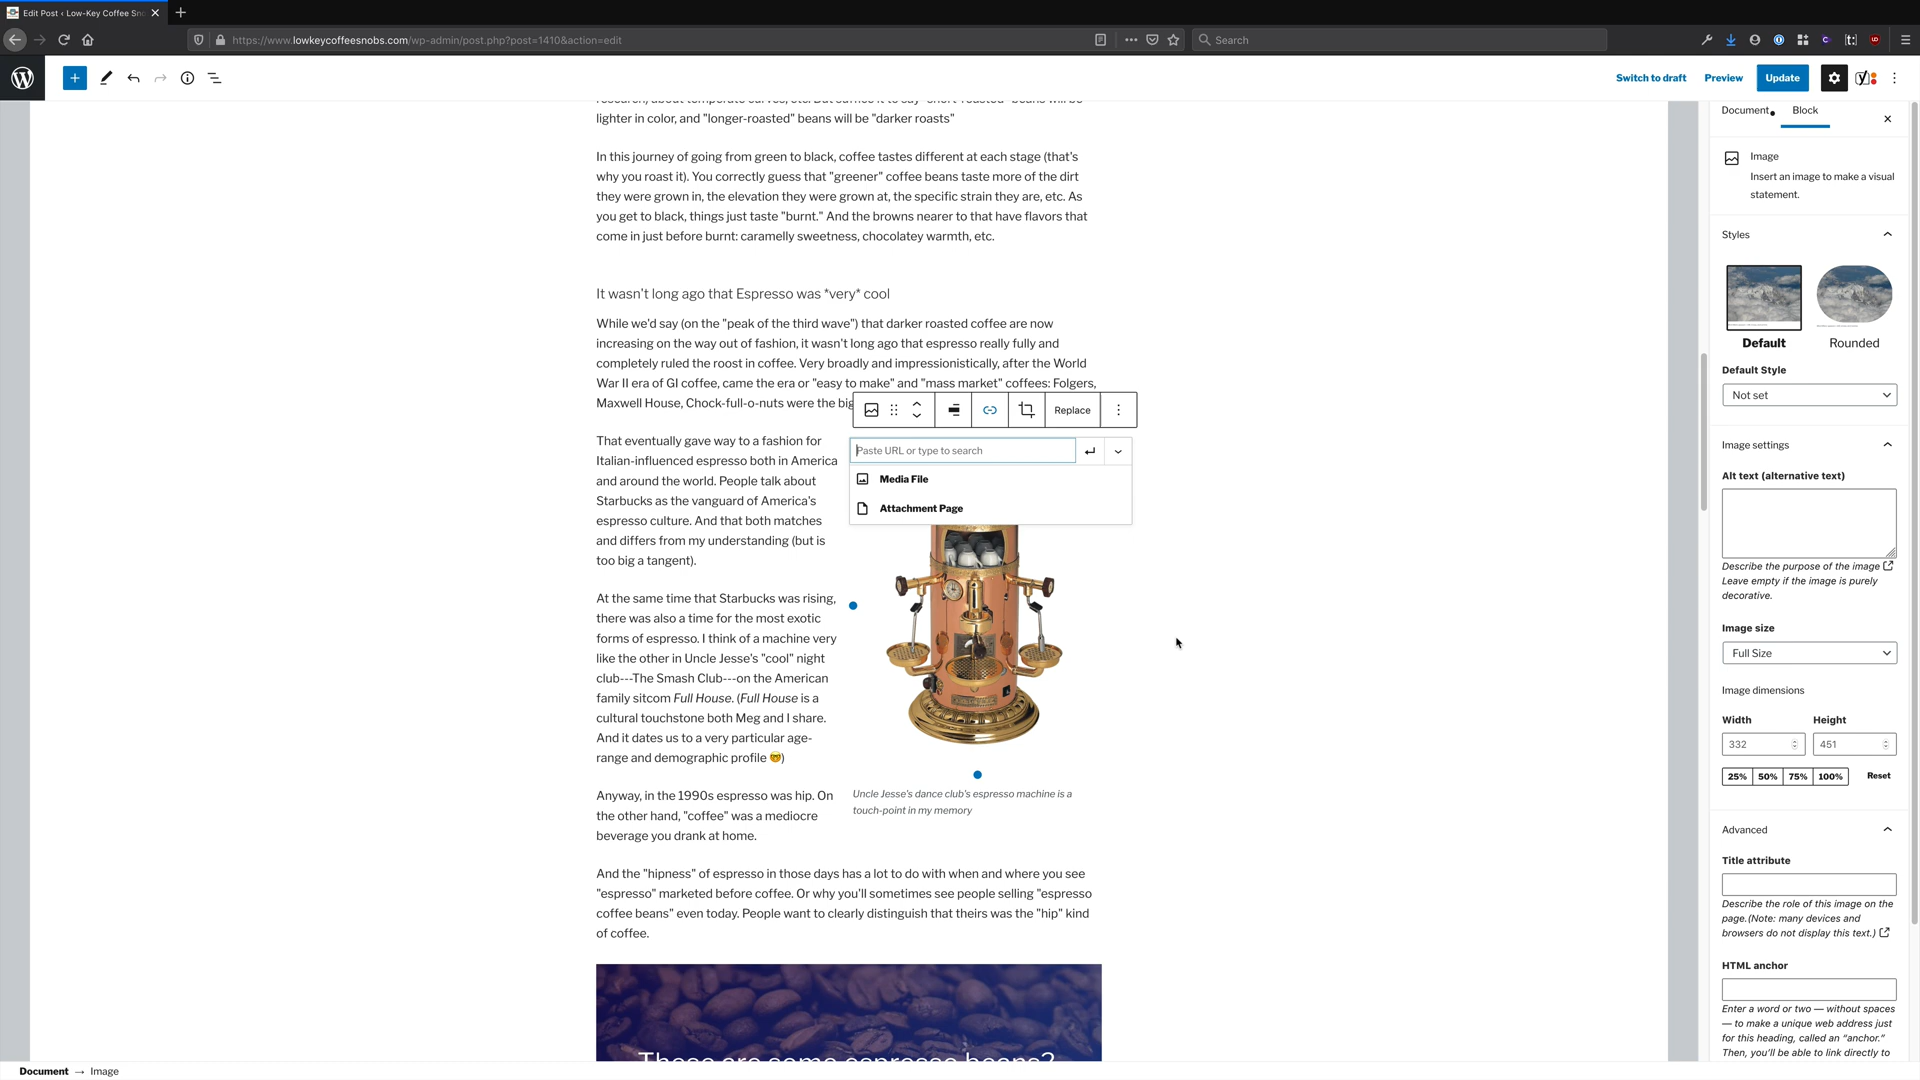 Edit Post ‹ Low-Key Coffee Sn
https://www.lowkeycoffeesnobs.com/wp-admin/post.php?post=1410&action=edit
Search
Switch to draft
Preview
Update
research) about temperate curves, etc. But suffice it to say "short-roasted" beans will be
lighter in color, and "longer-roasted" beans will be "darker roasts"
In this journey of going from green to black, coffee tastes different at each stage (that's
why you roast it). You correctly guess that "greener" coffee beans taste more of the dirt
they were grown in, the elevation they were grown at, the specific strain they are, etc. As
you get to black, things just taste "burnt." And the browns nearer to that have flavors that
come in just before burnt: caramelly sweetness, chocolatey warmth, etc.
It wasn't long ago that Espresso was *very* cool
While we'd say (on the "peak of the third wave") that darker roasted coffee are now
increasing on the way out of fashion, it wasn't long ago that espresso really fully and
completely ruled the roost in coffee. Very broadly and impressionistically, after the World
War II era of GI coffee, came the era or "easy to make" and "mass market" coffees: Folgers,
Maxwell House, Chock-full-o-nuts were the big
Replace
Paste URL or type to search
Media File
Attachment Page
That eventually gave way to a fashion for
Italian-influenced espresso both in America
and around the world. People talk about
Starbucks as the vanguard of America's
espresso culture. And that both matches
and differs from my understanding (but is
too big a tangent).
At the same time that Starbucks was rising,
there was also a time for the most exotic
forms of espresso. I think of a machine very
like the other in Uncle Jesse's "cool" night
club---The Smash Club---on the American
family sitcom Full House. (Full House is a
cultural touchstone both Meg and I share.
And it dates us to a very particular age-
range and demographic profile 🤓)
Uncle Jesse's dance club's espresso machine is a
touch-point in my memory
Anyway, in the 1990s espresso was hip. On
the other hand, "coffee" was a mediocre
beverage you drank at home.
And the "hipness" of espresso in those days has a lot to do with when and where you see
"espresso" marketed before coffee. Or why you'll sometimes see people selling "espresso
coffee beans" even today. People want to clearly distinguish that theirs was the "hip" kind
of coffee.
These are some espresso beans?
Document
Block
Image
Insert an image to make a visual
statement.
Styles
Default
Rounded
Default Style
Not set
Image settings
Alt text (alternative text)
Describe the purpose of the image
Leave empty if the image is purely
decorative.
Image size
Full Size
Image dimensions
Width
Height
332
451
25%
50%
75%
100%
Reset
Advanced
Title attribute
Describe the role of this image on the
page.(Note: many devices and
browsers do not display this text.)
HTML anchor
Enter a word or two — without spaces
— to make a unique web address just
for this heading, called an “anchor.”
Then, you'll be able to link directly to
Document → Image